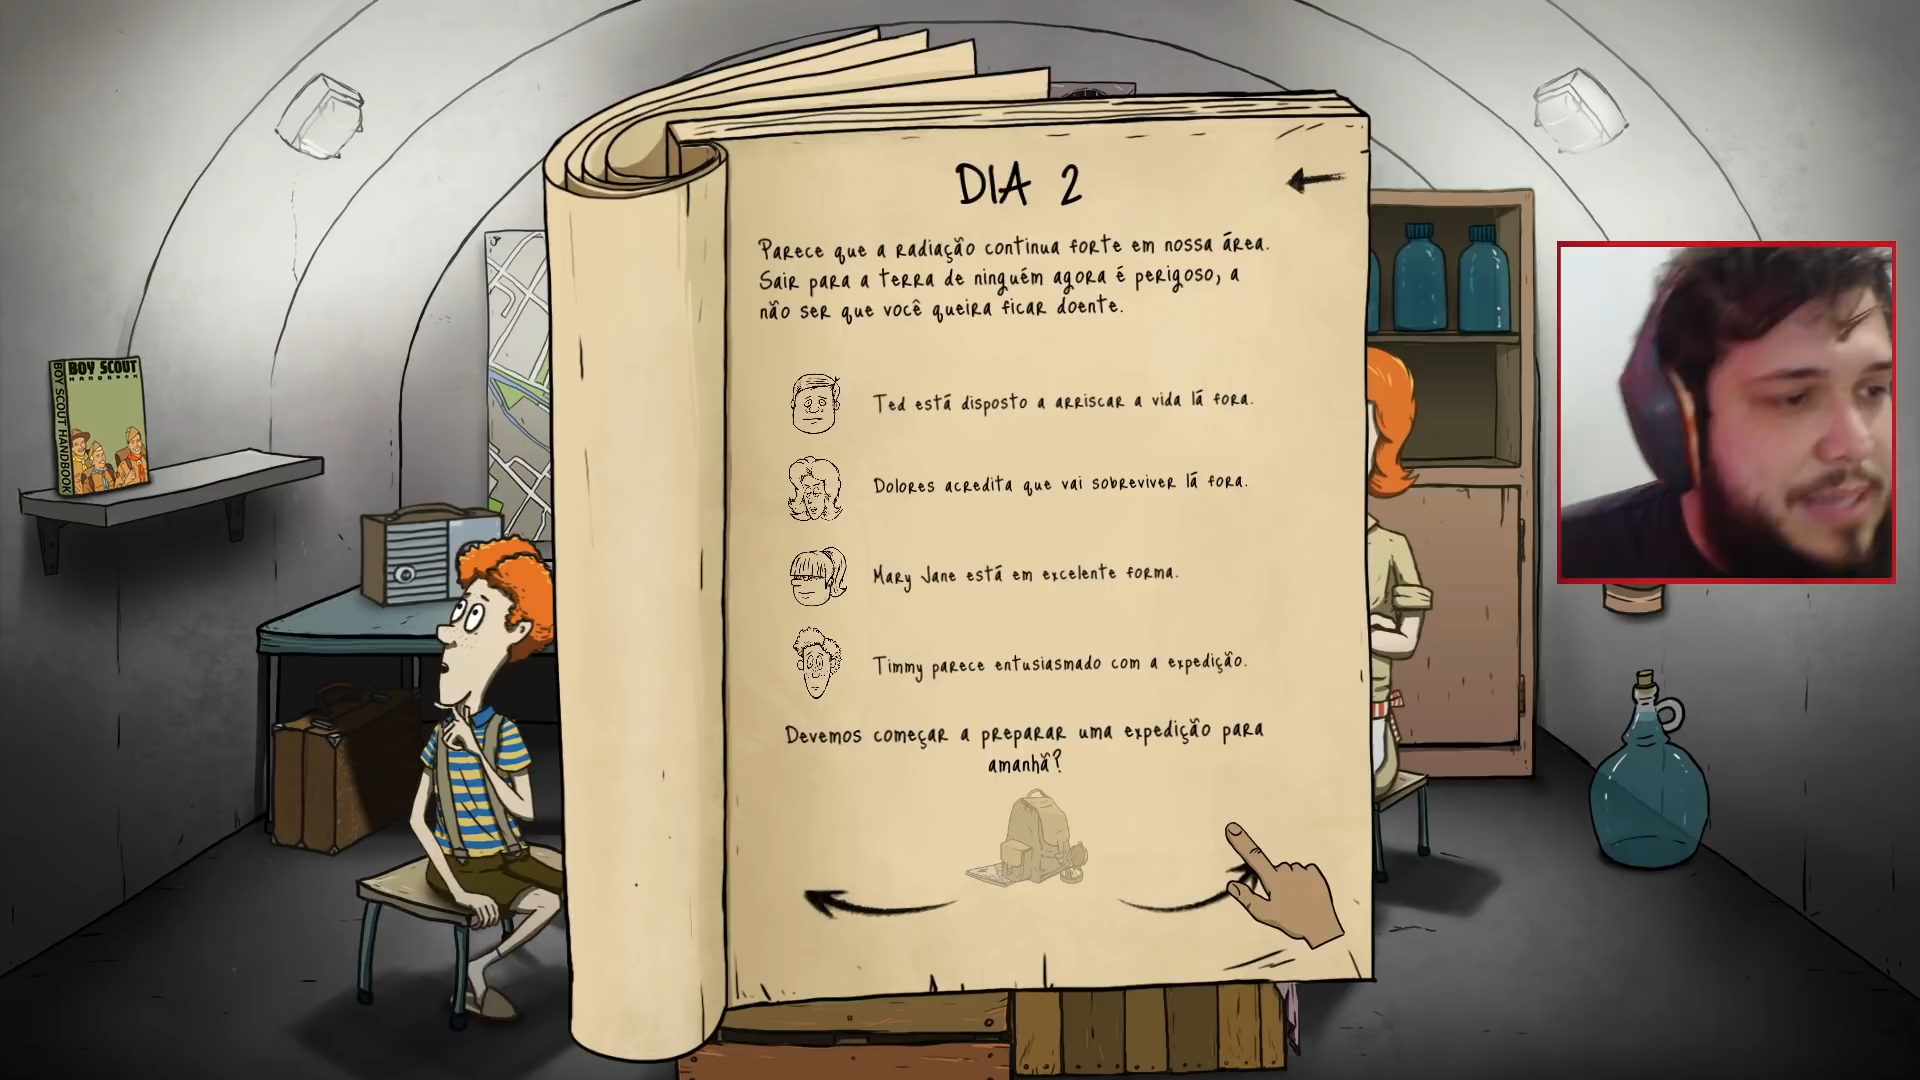 DIA 2
Parece que a radiação continua forte em nossa área.
Sair para a terra de ninguém agora é perigoso, a
não ser que você queira ficar doente.
Ted está disposto a arriscar a vida lá fora.
Dolores acredita que vai sobreviver lá fora.
Mary Jane está em excelente forma.
Timmy parece entusiasmado com a expedição.
Devemos começar a preparar uma expedição para
amanhã?
BOY SCOUT
HANDBOOK
BOY SCOUT HANDBOOK